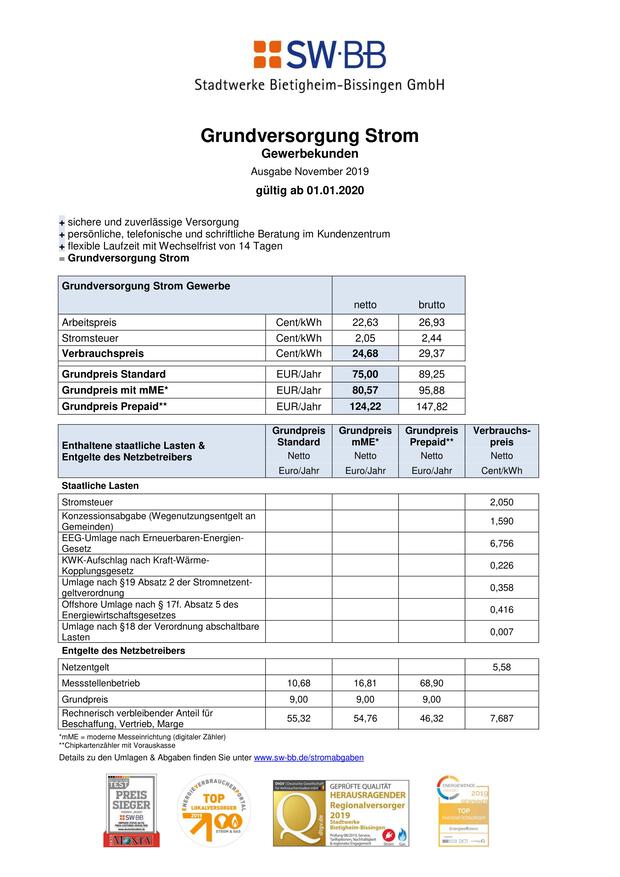 SW·BB
Stadtwerke Bietigheim-Bissingen GmbH
Grundversorgung Strom
Gewerbekunden
Ausgabe November 2019
gültig ab 01.01.2020
+ sichere und zuverlässige Versorgung
+ persönliche, telefonische und schriftliche Beratung im Kundenzentrum
+ flexible Laufzeit mit Wechselfrist von 14 Tagen
= Grundversorgung Strom
Grundversorgung Strom Gewerbe
netto brutto
Arbeitspreis Cent/kWh 22,63 26,93
Stromsteuer Cent/kWh 2,05 2,44
Verbrauchspreis Cent/kWh 24,68 29,37
Grundpreis Standard EUR/Jahr 75,00 89,25
Grundpreis mit mME* EUR/Jahr 80,57 95,88
Grundpreis Prepaid** EUR/Jahr 124,22 147,82
Enthaltene staatliche Lasten &
Entgelte des Netzbetreibers
Grundpreis Grundpreis Grundpreis Verbrauchs-
Standard mME* Prepaid** preis
Netto Netto Netto Netto
Euro/Jahr Euro/Jahr Euro/Jahr Cent/kWh
Staatliche Lasten
Stromsteuer 2,050
Konzessionsabgabe (Wegenutzungsentgelt an
Gemeinden) 1,590
EEG-Umlage nach Erneuerbaren-Energien-
Gesetz 6,756
KWK-Aufschlag nach Kraft-Wärme-
Kopplungsgesetz 0,226
Umlage nach §19 Absatz 2 der Stromnetzent-
geltverordnung 0,358
Offshore Umlage nach § 17f. Absatz 5 des
Energiewirtschaftsgesetzes 0,416
Umlage nach §18 der Verordnung abschaltbare
Lasten 0,007
Entgelte des Netzbetreibers
Netzentgelt 5,58
Messstellenbetrieb 10,68 16,81 68,90
Grundpreis 9,00 9,00 9,00
Rechnerisch verbleibender Anteil für
Beschaffung, Vertrieb, Marge 55,32 54,76 46,32 7,687
*mME = moderne Messeinrichtung (digitaler Zähler)
**Chipkartenzähler mit Vorauskasse
Details zu den Umlagen & Abgaben finden Sie unter www.sw-bb.de/stromabgaben
TEST
PREIS
SIEGER
SW·BB
ENERGIEVERBRAUCHERPORTAL
TOP
LOKALVERSORGER
2019
STROM & GAS
GEPRÜFTE QUALITÄT
HERAUSRAGENDER
Regionalversorger
2019
Stadtwerke
Bietigheim-Bissingen
Strom Gas
ENERGIEWENDE
2019
TOP
Energieeffizienz